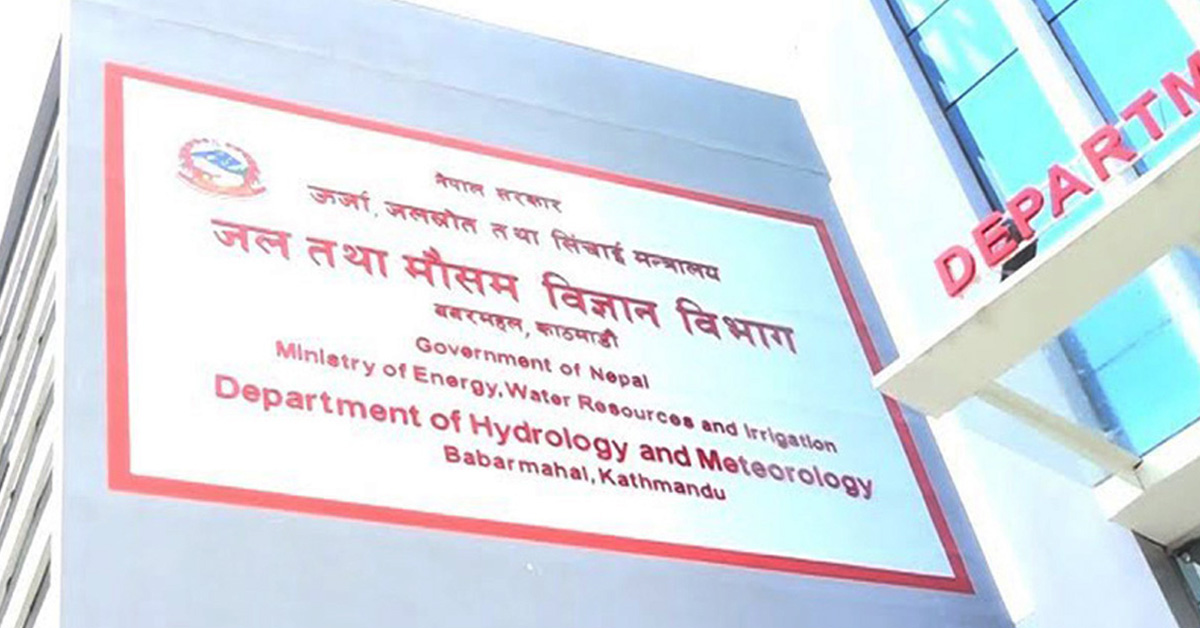 नेपाल सरकार
ऊर्जा, जलस्रोत तथा सिंचाई मन्त्रालय
जल तथा मौसम विज्ञान विभाग
बबरमहल, काठमाडौं
Government of Nepal
Ministry of Energy, Water Resources and Irrigation
Department of Hydrology and Meteorology
Babarmahal, Kathmandu
DEPARTM